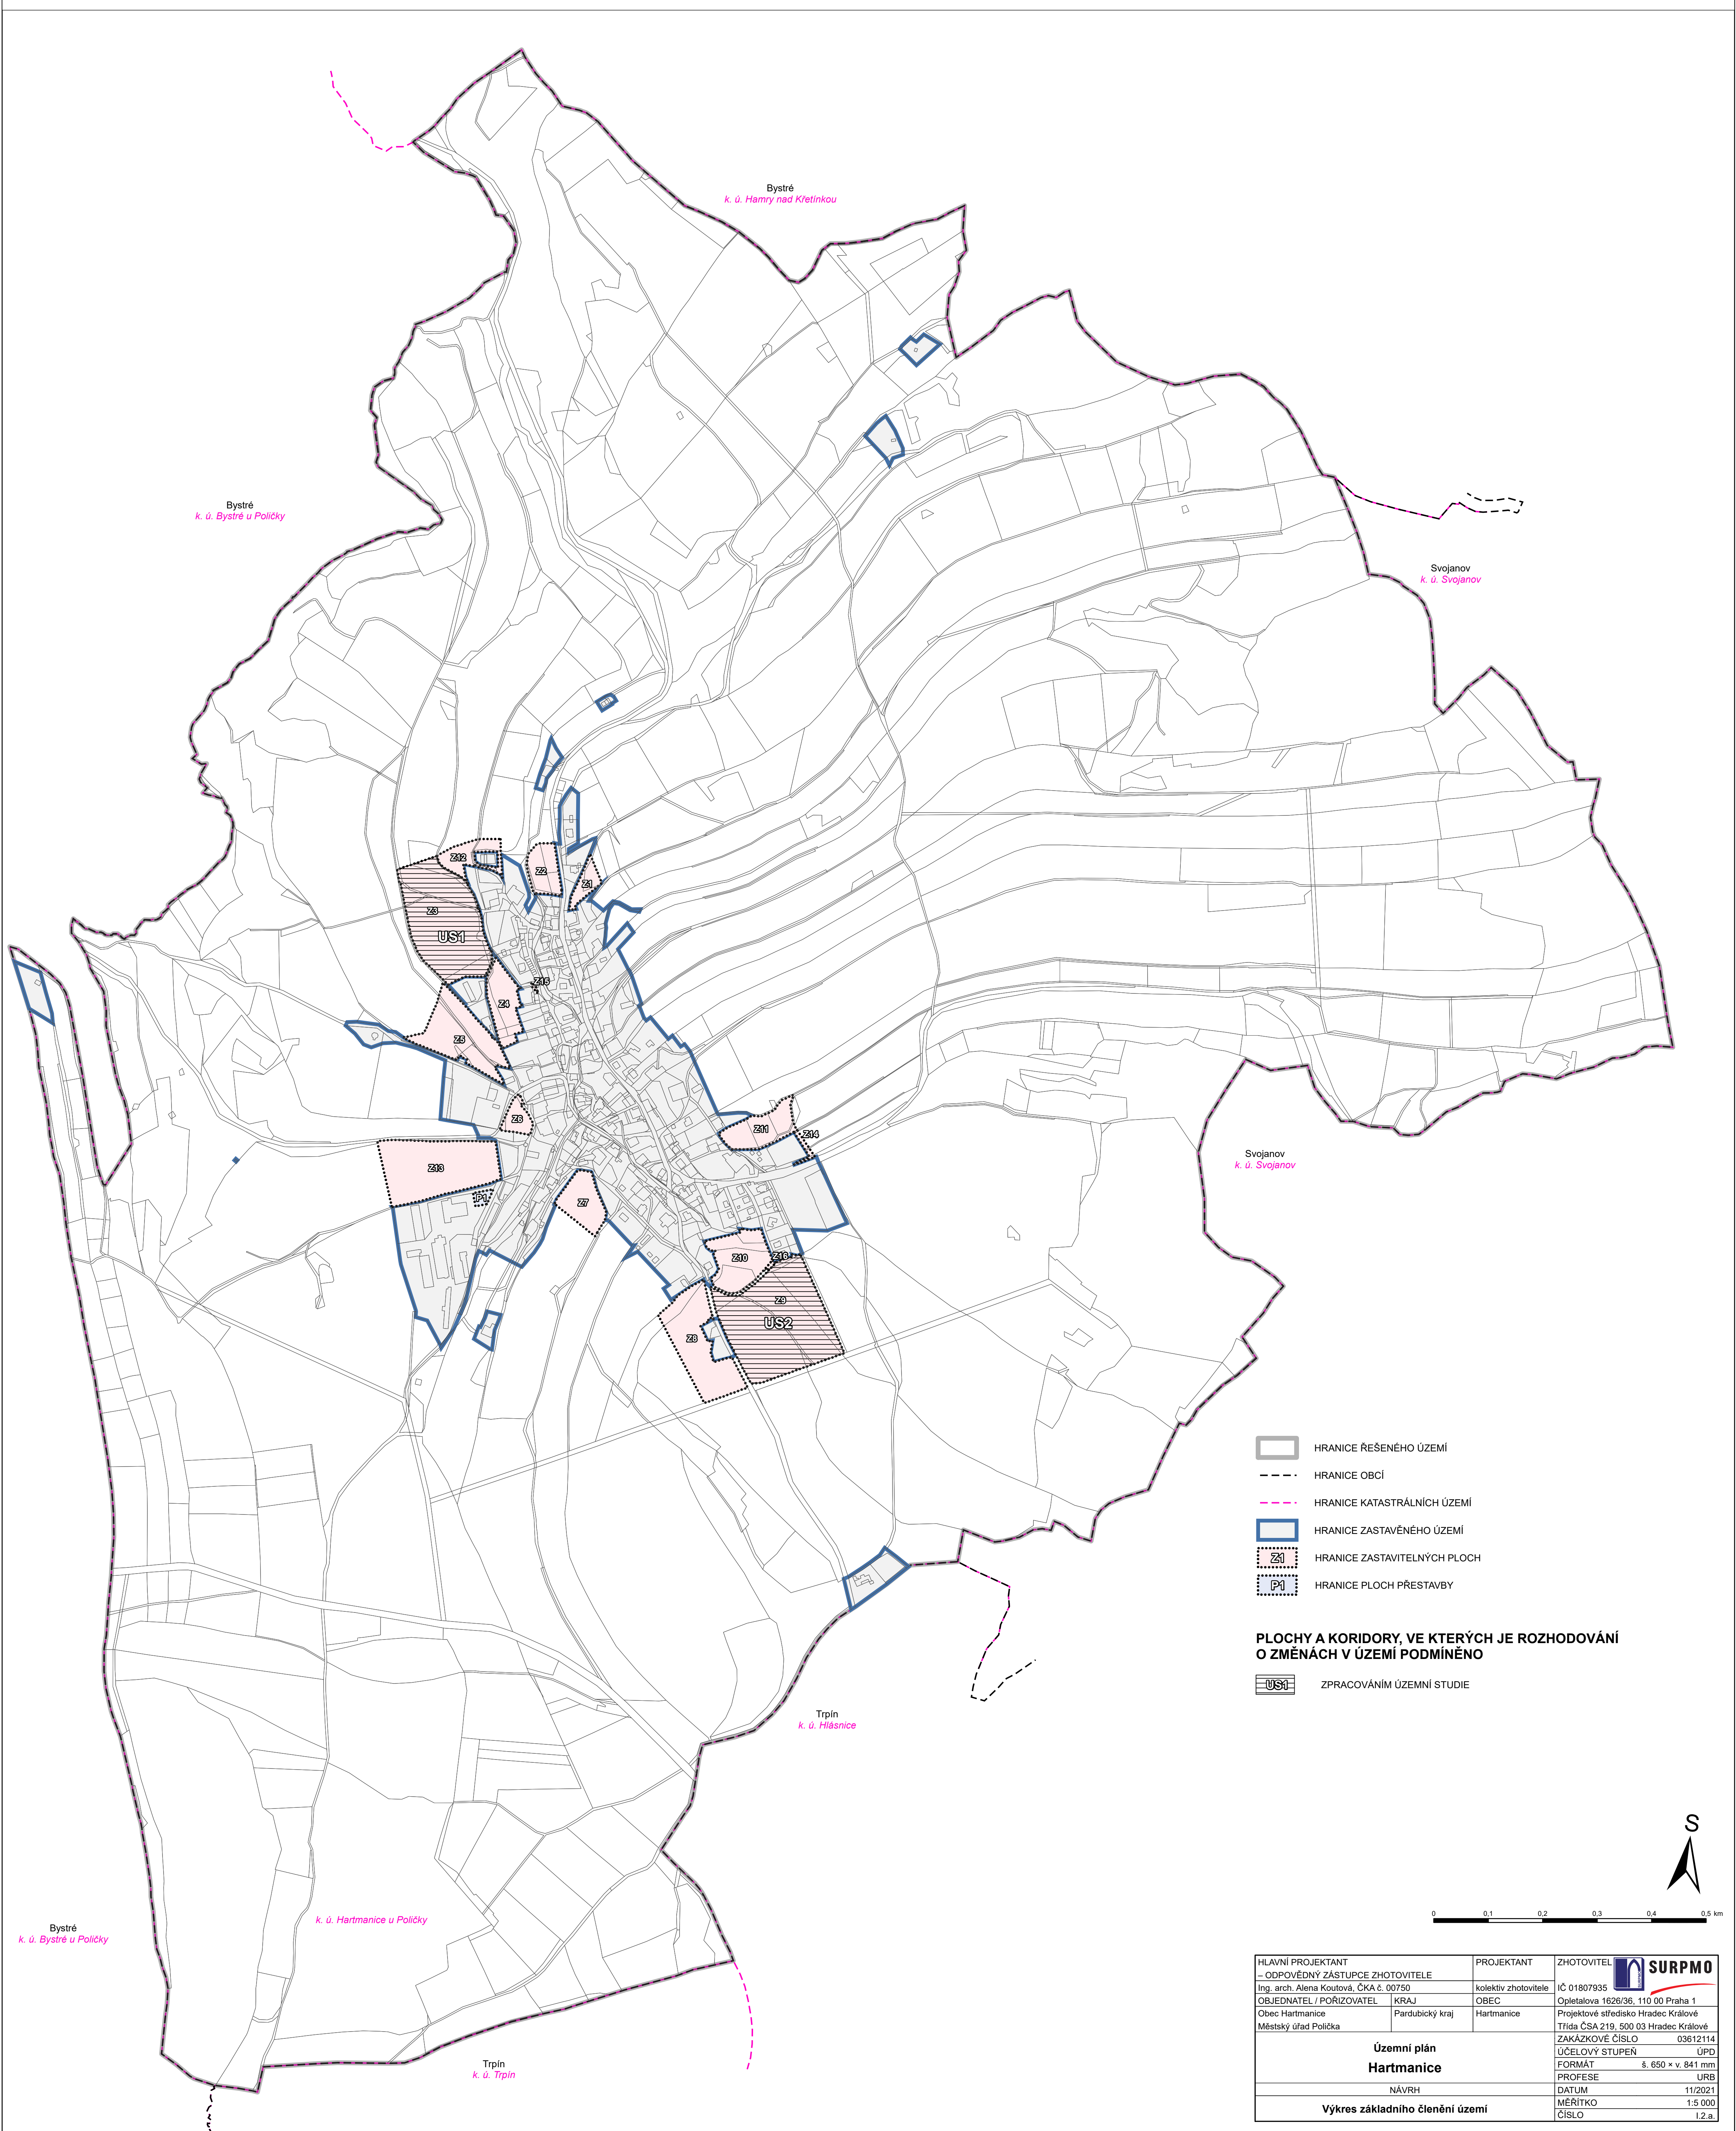 Bystré
k. ú. Hamry nad Křetínkou
Bystré
k. ú. Bystré u Poličky
Svojanov
k. ú. Svojanov
Z12
Z2
Z1
Z3
US1
Z15
Z4
Z5
Z6
Z11
Z14
Svojanov
k. ú. Svojanov
Z13
P1
Z7
Z10
Z16
Z9
US2
Z8
HRANICE ŘEŠENÉHO ÚZEMÍ
HRANICE OBCÍ
HRANICE KATASTRÁLNÍCH ÚZEMÍ
HRANICE ZASTAVĚNÉHO ÚZEMÍ
Z1 HRANICE ZASTAVITELNÝCH PLOCH
P1 HRANICE PLOCH PŘESTAVBY
PLOCHY A KORIDORY, VE KTERÝCH JE ROZHODOVÁNÍ
O ZMĚNÁCH V ÚZEMÍ PODMÍNĚNO
US1 ZPRACOVÁNÍM ÚZEMNÍ STUDIE
Trpín
k. ú. Hlásnice
S
0 0,1 0,2 0,3 0,4 0,5 km
k. ú. Hartmanice u Poličky
Bystré
k. ú. Bystré u Poličky
Trpín
k. ú. Trpín
HLAVNÍ PROJEKTANT PROJEKTANT ZHOTOVITEL SURPMO
– ODPOVĚDNÝ ZÁSTUPCE ZHOTOVITELE
Ing. arch. Alena Koutová, ČKA č. 00750 kolektiv zhotovitele IČ 01807935
OBJEDNATEL / POŘIZOVATEL KRAJ OBEC Opletalova 1626/36, 110 00 Praha 1
Obec Hartmanice Pardubický kraj Hartmanice Projektové středisko Hradec Králové
Městský úřad Polička Třída ČSA 219, 500 03 Hradec Králové
Územní plán
Hartmanice
NÁVRH
Výkres základního členění území
ZAKÁZKOVÉ ČÍSLO 03612114
ÚČELOVÝ STUPEŇ ÚPD
FORMÁT š. 650 × v. 841 mm
PROFESE URB
DATUM 11/2021
MĚŘÍTKO 1:5 000
ČÍSLO I.2.a.